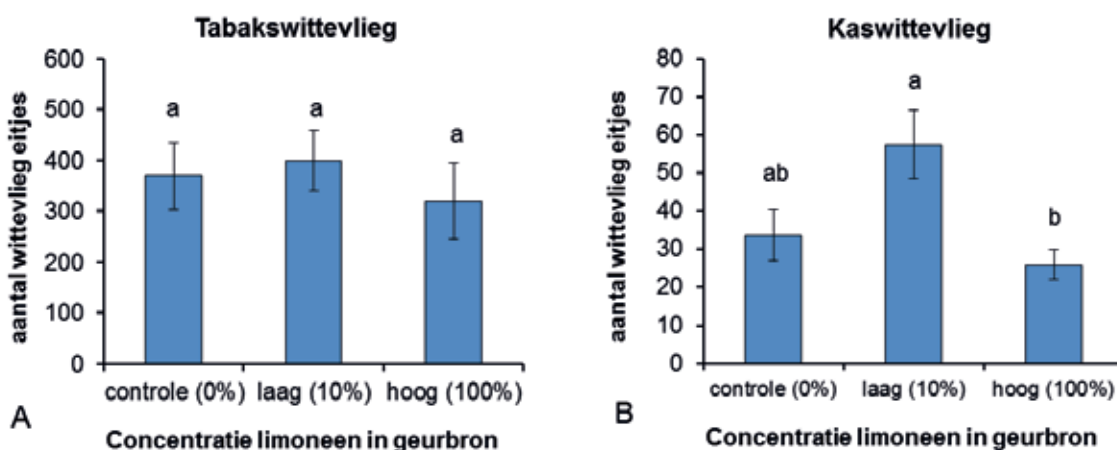 Tabakswittevlieg
aantal wittevlieg eitjes
600
500
400
300
200
100
0
a
a
a
controle (0%) laag (10%) hoog (100%)
A
Concentratie limoneen in geurbron
Kaswittevlieg
aantal wittevlieg eitjes
80
70
60
50
40
30
20
10
0
ab
a
b
controle (0%) laag (10%) hoog (100%)
B
Concentratie limoneen in geurbron